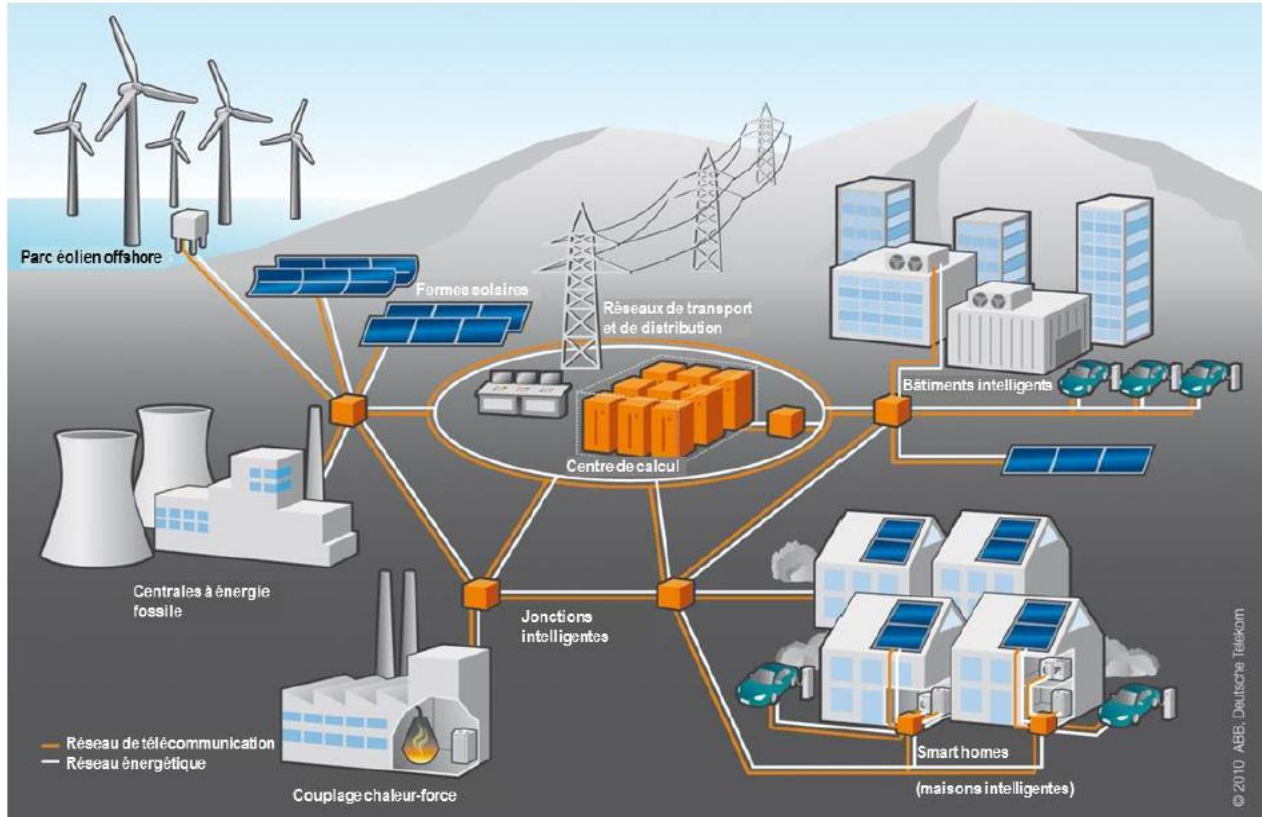 Parc éolien offshore
Fermes solaires
Réseaux de transport
et de distribution
Bâtiments intelligents
Centre de calcul
Centrales à énergie
fossile
Jonctions
intelligentes
Réseau de télécommunication
Réseau énergétique
Couplage chaleur-force
Smart homes
(maisons intelligentes)
© 2010 ABB, Deutsche Telekom